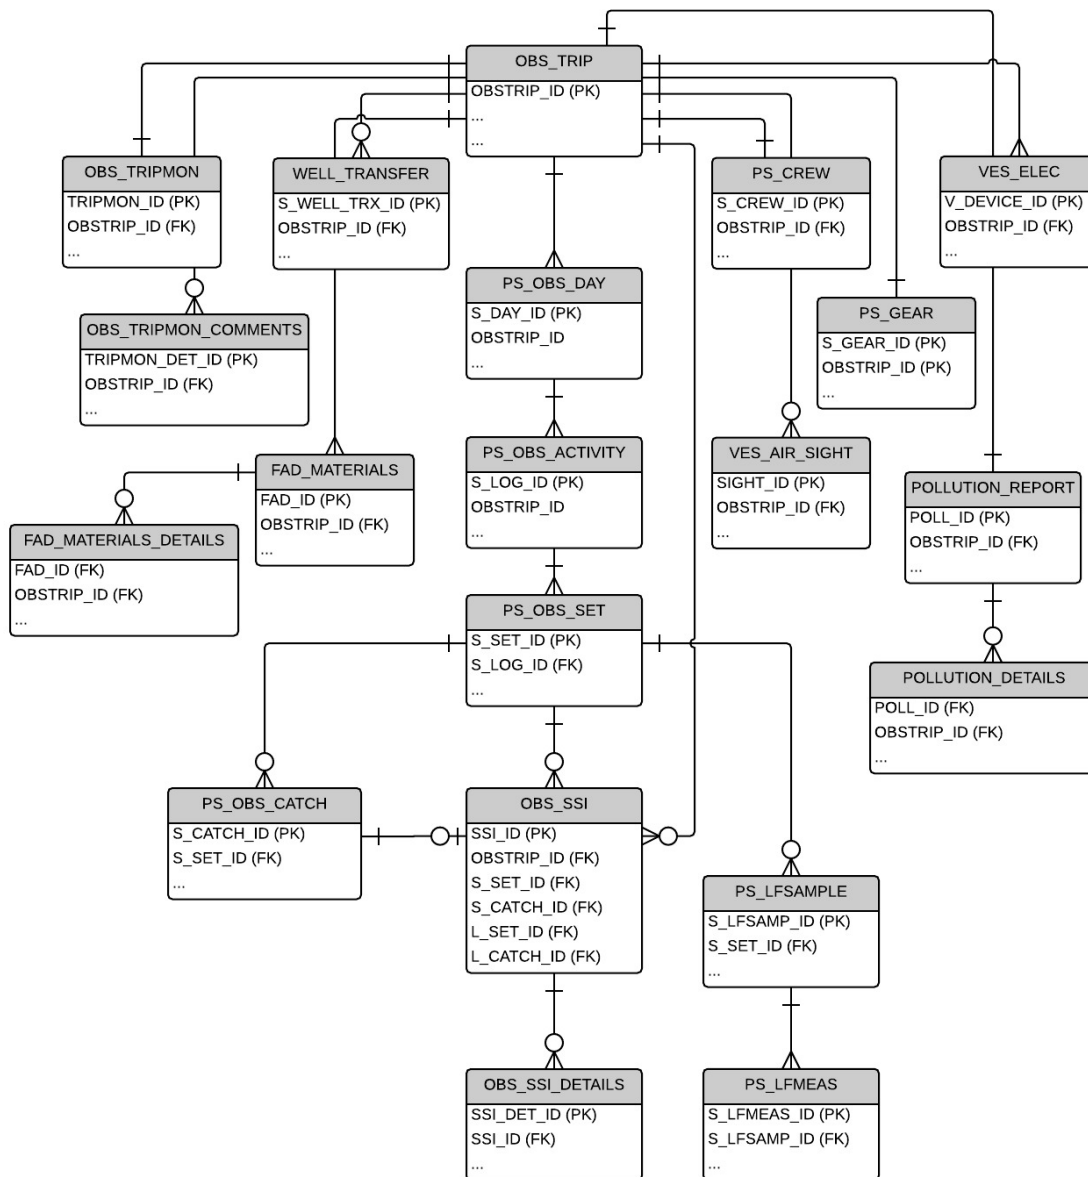 OBS_TRIP
OBSTRIP_ID (PK)
...
...
OBS_TRIPMON
TRIPMON_ID (PK)
OBSTRIP_ID (FK)
...
WELL_TRANSFER
S_WELL_TRX_ID (PK)
OBSTRIP_ID (FK)
...
PS_CREW
S_CREW_ID (PK)
OBSTRIP_ID (FK)
...
VES_ELEC
V_DEVICE_ID (PK)
OBSTRIP_ID (FK)
...
PS_OBS_DAY
S_DAY_ID (PK)
OBSTRIP_ID
...
PS_GEAR
S_GEAR_ID (PK)
OBSTRIP_ID (PK)
...
OBS_TRIPMON_COMMENTS
TRIPMON_DET_ID (PK)
OBSTRIP_ID (FK)
...
PS_OBS_ACTIVITY
S_LOG_ID (PK)
OBSTRIP_ID
...
VES_AIR_SIGHT
SIGHT_ID (PK)
OBSTRIP_ID (FK)
...
FAD_MATERIALS
FAD_ID (PK)
OBSTRIP_ID (FK)
...
POLLUTION_REPORT
POLL_ID (PK)
OBSTRIP_ID (FK)
...
FAD_MATERIALS_DETAILS
FAD_ID (FK)
OBSTRIP_ID (FK)
...
PS_OBS_SET
S_SET_ID (PK)
S_LOG_ID (FK)
...
POLLUTION_DETAILS
POLL_ID (FK)
OBSTRIP_ID (FK)
...
PS_OBS_CATCH
S_CATCH_ID (PK)
S_SET_ID (FK)
...
OBS_SSI
SSI_ID (PK)
OBSTRIP_ID (FK)
S_SET_ID (FK)
S_CATCH_ID (FK)
L_SET_ID (FK)
L_CATCH_ID (FK)
PS_LFSAMPLE
S_LFSAMP_ID (PK)
S_SET_ID (FK)
...
OBS_SSI_DETAILS
SSI_DET_ID (PK)
SSI_ID (FK)
...
PS_LFMEAS
S_LFMEAS_ID (PK)
S_LFSAMP_ID (FK)
...